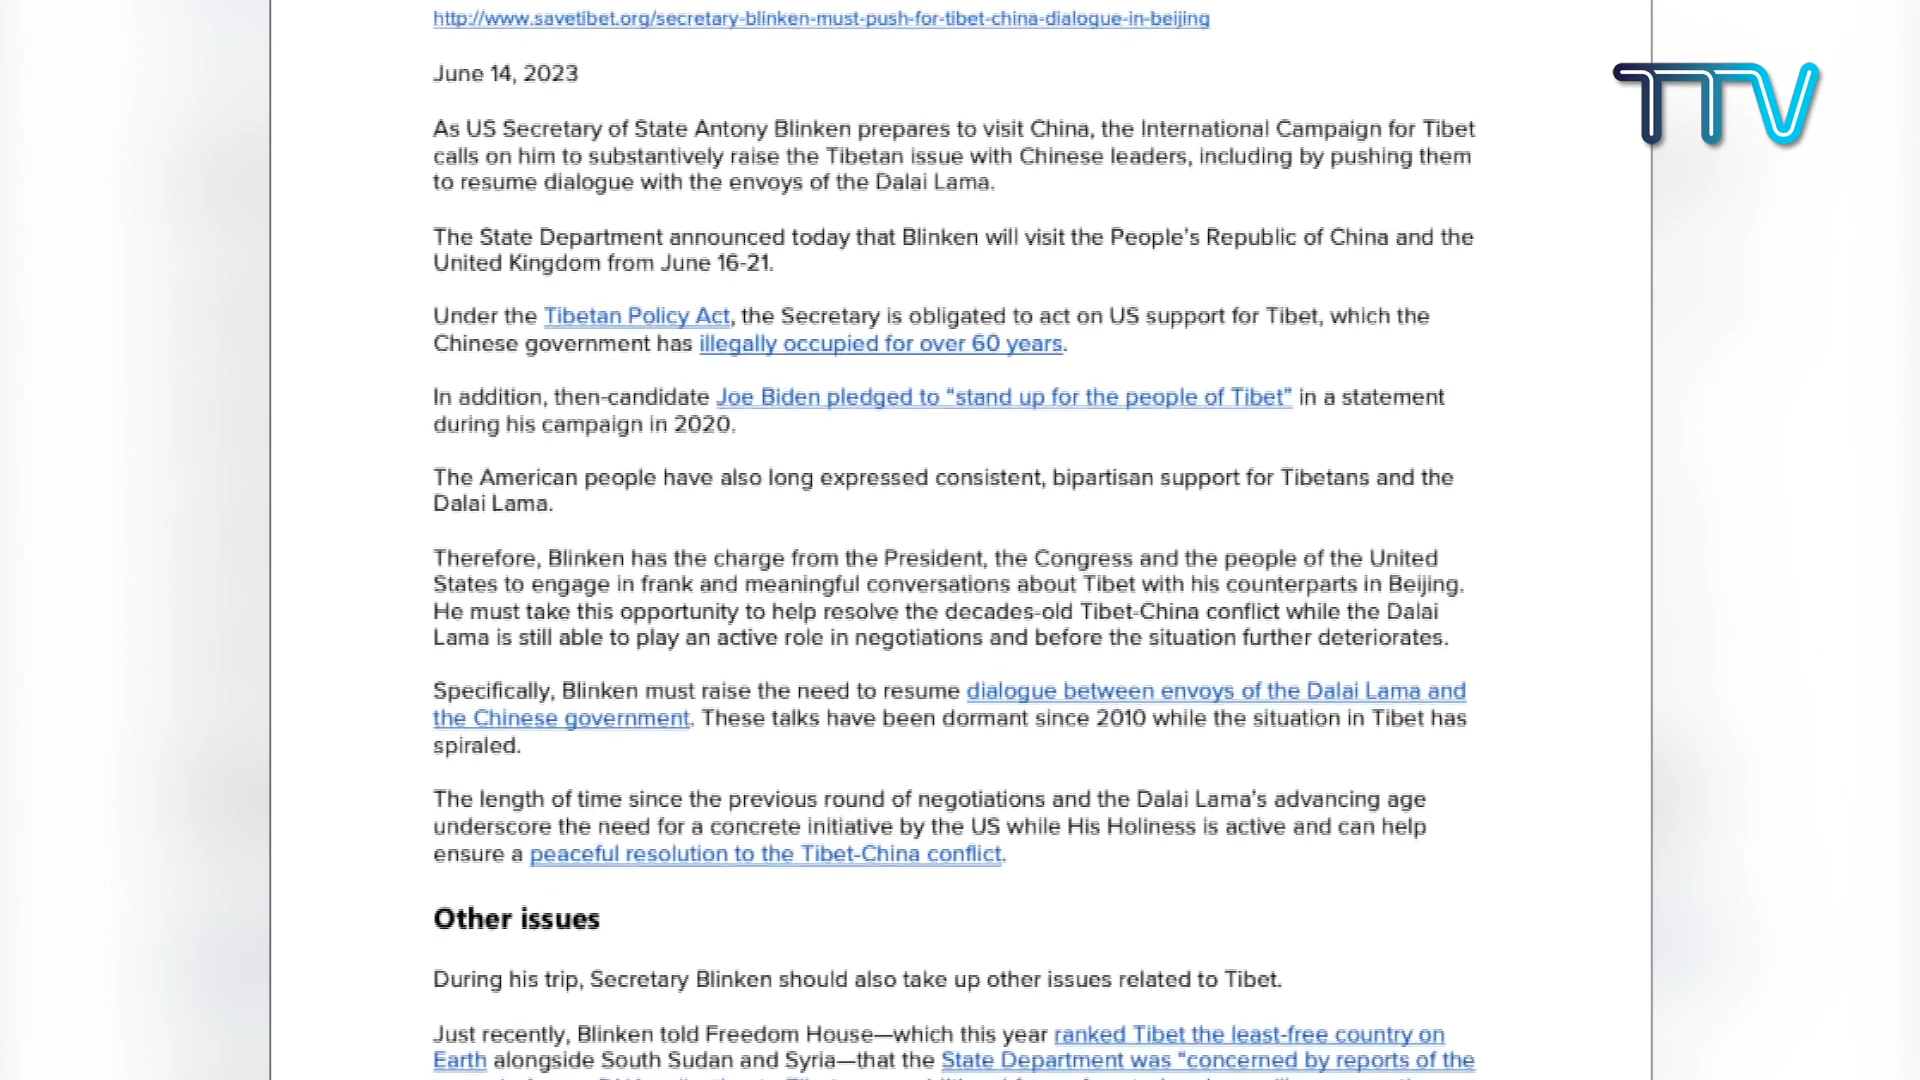 http://www.savetibet.org/secretary-blinken-must-push-for-tibet-china-dialogue-in-beijing
TTV
June 14, 2023
As US Secretary of State Antony Blinken prepares to visit China, the International Campaign for Tibet
calls on him to substantively raise the Tibetan issue with Chinese leaders, including by pushing them
to resume dialogue with the envoys of the Dalai Lama.
The State Department announced today that Blinken will visit the People's Republic of China and the
United Kingdom from June 16-21.
Under the Tibetan Policy Act, the Secretary is obligated to act on US support for Tibet, which the
Chinese government has illegally occupied for over 60 years.
In addition, then-candidate Joe Biden pledged to “stand up for the people of Tibet” in a statement
during his campaign in 2020.
The American people have also long expressed consistent, bipartisan support for Tibetans and the
Dalai Lama.
Therefore, Blinken has the charge from the President, the Congress and the people of the United
States to engage in frank and meaningful conversations about Tibet with his counterparts in Beijing.
He must take this opportunity to help resolve the decades-old Tibet-China conflict while the Dalai
Lama is still able to play an active role in negotiations and before the situation further deteriorates.
Specifically, Blinken must raise the need to resume dialogue between envoys of the Dalai Lama and
the Chinese government. These talks have been dormant since 2010 while the situation in Tibet has
spiraled.
The length of time since the previous round of negotiations and the Dalai Lama's advancing age
underscore the need for a concrete initiative by the US while His Holiness is active and can help
ensure a peaceful resolution to the Tibet-China conflict.
Other issues
During his trip, Secretary Blinken should also take up other issues related to Tibet.
Just recently, Blinken told Freedom House—which this year ranked Tibet the least-free country on
Earth alongside South Sudan and Syria—that the State Department was “concerned by reports of the